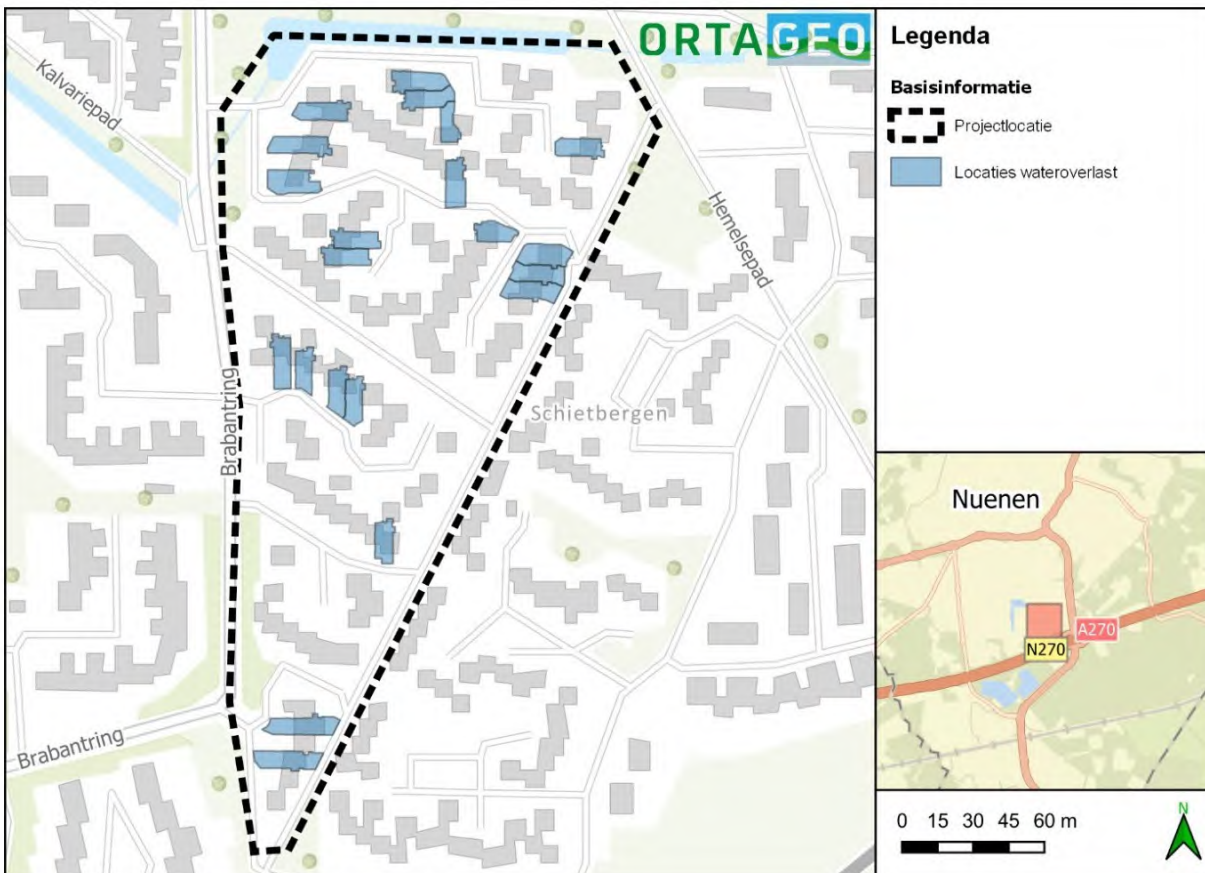 ORTAGEO
Kalvariepad
Hemelsepad
Brabantring
Schietbergen
Brabantring
Legenda
Basisinformatie
Projectlocatie
Locaties wateroverlast
Nuenen
A270
N270
0 15 30 45 60 m
N